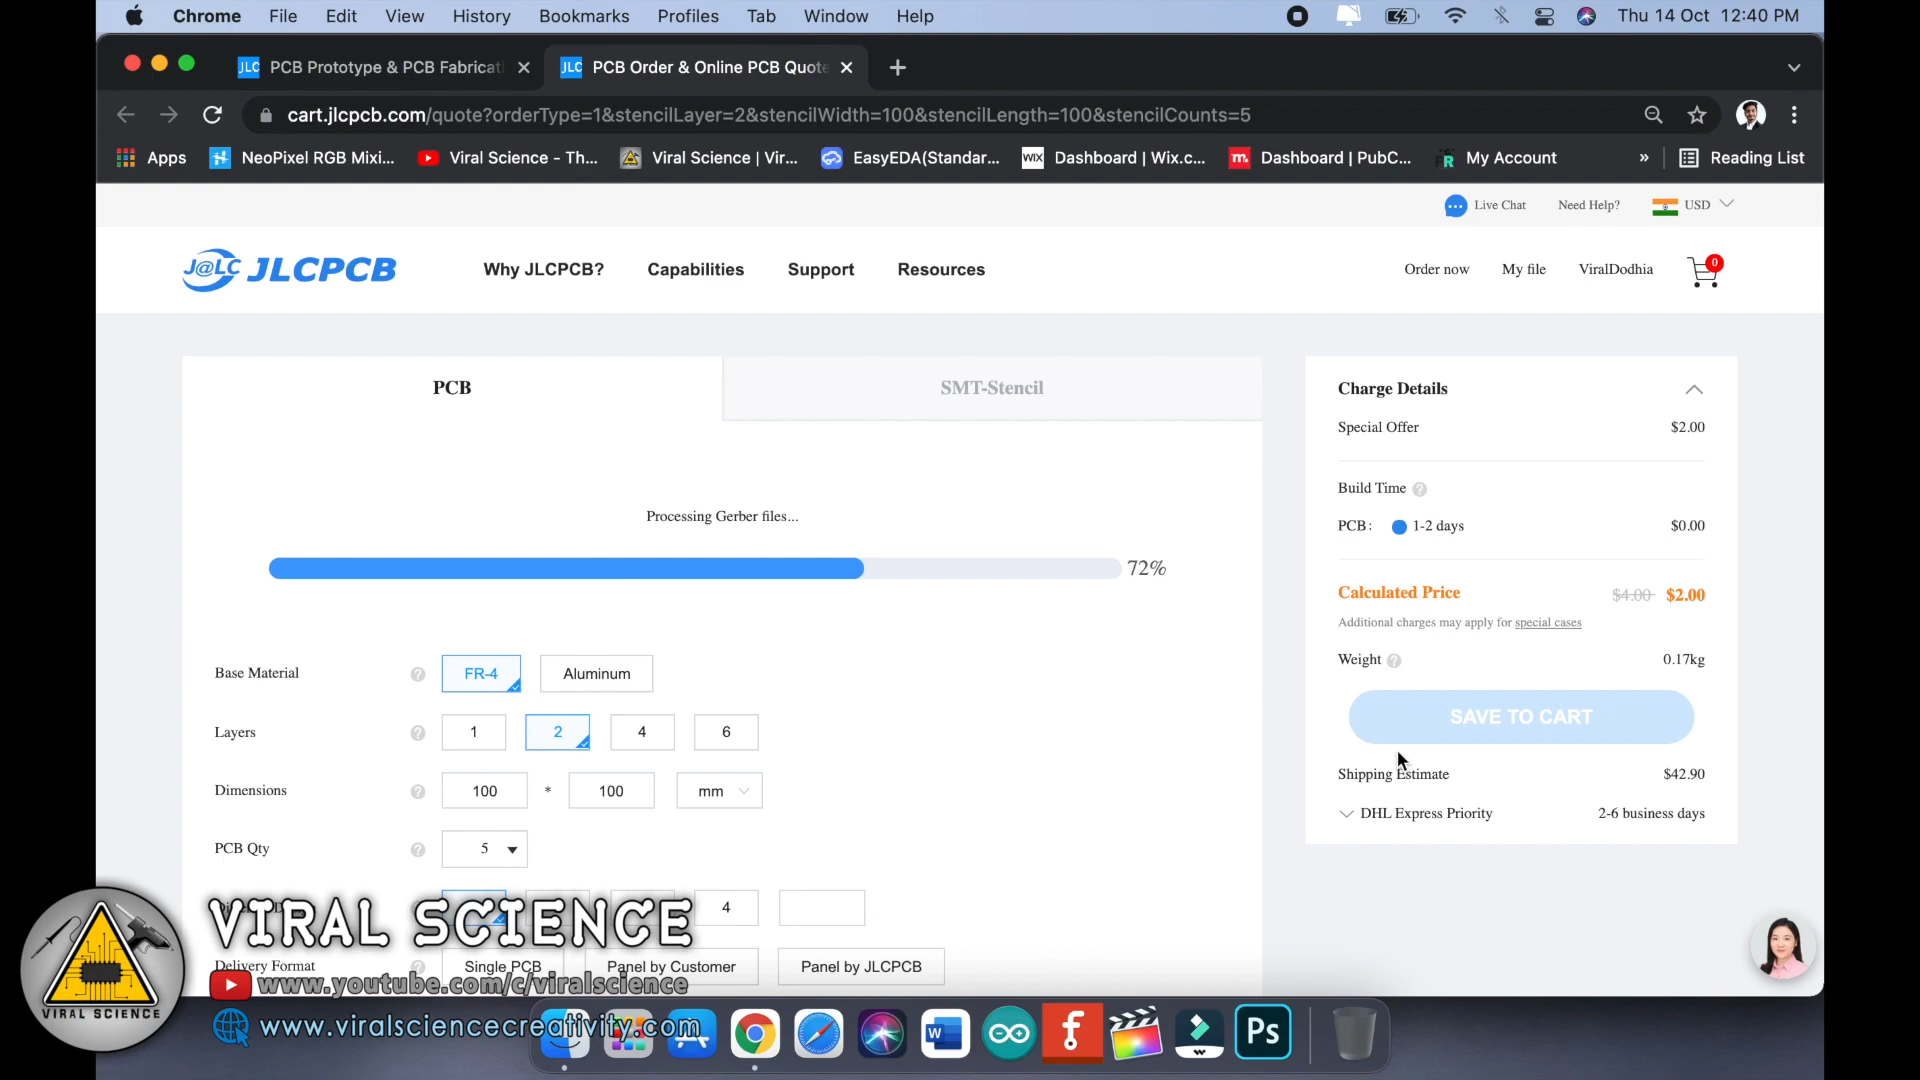 Chrome File Edit View History Bookmarks Profiles Tab Window Help Thu 14 Oct 12:40 PM
JLC PCB Prototype & PCB Fabricati JLC PCB Order & Online PCB Quote
cart.jlcpcb.com/quote?orderType=1&stencilLayer=2&stencilWidth=100&stencilLength=100&stencilCounts=5
Apps NeoPixel RGB Mixi... Viral Science - Th... Viral Science | Vir... EasyEDA(Standar... WIX Dashboard | Wix.c... m. Dashboard | PubC... FR My Account » Reading List
Live Chat Need Help? USD
J@LC JLCPCB Why JLCPCB? Capabilities Support Resources Order now My file ViralDodhia 0
PCB SMT-Stencil
Processing Gerber files...
72%
Base Material ? FR-4 Aluminum
Layers ? 1 2 4 6
Dimensions ? 100 * 100 mm
PCB Qty ? 5
4
Delivery Format ? Single PCB Panel by Customer Panel by JLCPCB
Charge Details
Special Offer $2.00
Build Time ?
PCB: 1-2 days $0.00
Calculated Price $4.00 $2.00
Additional charges may apply for special cases
Weight ? 0.17kg
SAVE TO CART
Shipping Estimate $42.90
DHL Express Priority 2-6 business days
VIRAL SCIENCE
www.youtube.com/c/viralscience
www.viralsciencecreativity.com
VIRAL SCIENCE
W f Ps